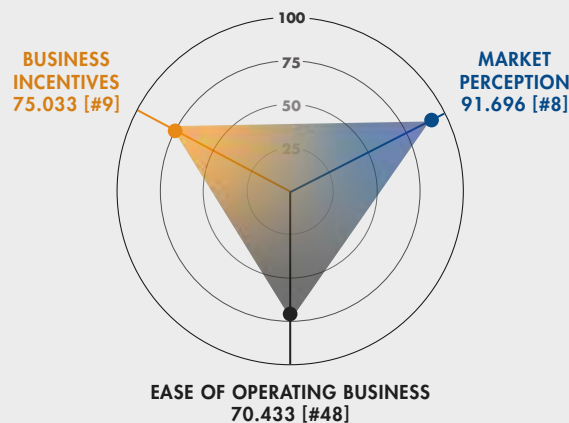 100
BUSINESS
INCENTIVES
75.033 [#9]
MARKET
PERCEPTION
91.696 [#8]
75
50
25
EASE OF OPERATING BUSINESS
70.433 [#48]